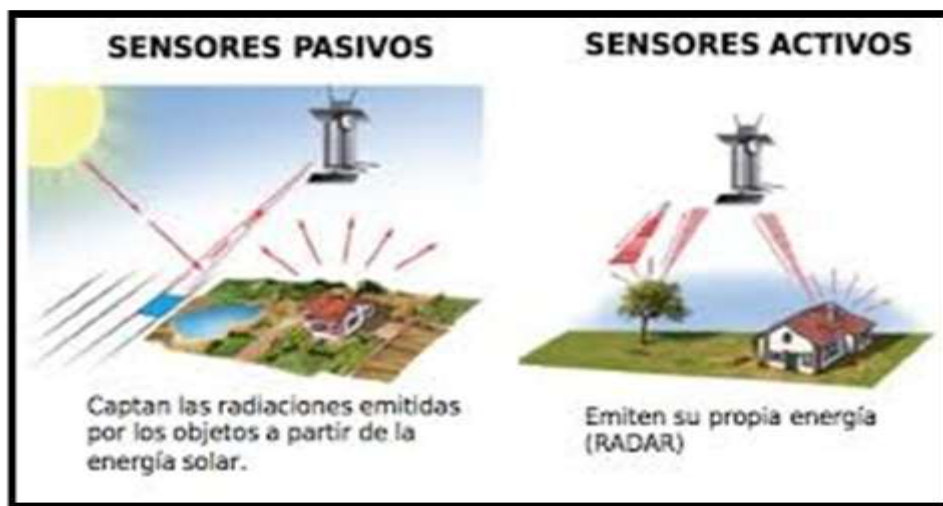 SENSORES PASIVOS
Captan las radiaciones emitidas
por los objetos a partir de la
energía solar.
SENSORES ACTIVOS
Emiten su propia energía
(RADAR)